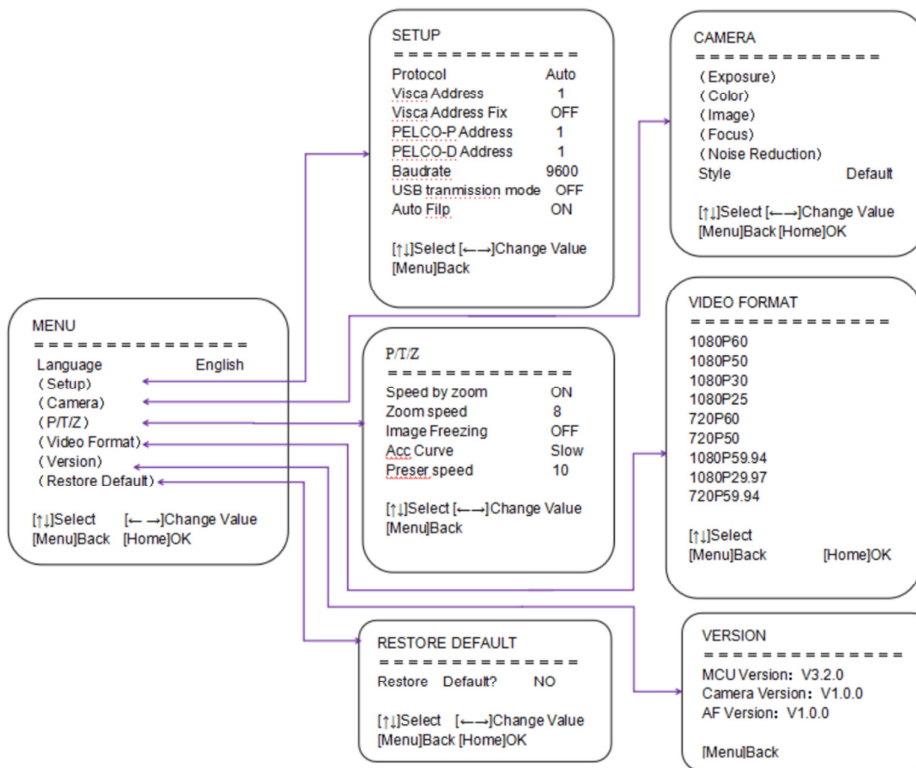 SETUP
= = = = = = = = = = = = =
Protocol Auto
Visca Address 1
Visca Address Fix OFF
PELCO-P Address 1
PELCO-D Address 1
Baudrate 9600
USB tranmission mode OFF
Auto Filp ON
[↑↓]Select [←→]Change Value
[Menu]Back
CAMERA
= = = = = = = = = = = = =
(Exposure)
(Color)
(Image)
(Focus)
(Noise Reduction)
Style Default
[↑↓]Select [←→]Change Value
[Menu]Back [Home]OK
MENU
= = = = = = = = = = = = = =
Language English
(Setup)
(Camera)
(P/T/Z)
(Video Format)
(Version)
(Restore Default)
[↑↓]Select [← →]Change Value
[Menu]Back [Home]OK
P/T/Z
= = = = = = = = = = = = =
Speed by zoom ON
Zoom speed 8
Image Freezing OFF
Acc Curve Slow
Preser speed 10
[↑↓]Select [←→]Change Value
[Menu]Back
VIDEO FORMAT
= = = = = = = = = = = = = =
1080P60
1080P50
1080P30
1080P25
720P60
720P50
1080P59.94
1080P29.97
720P59.94
[↑↓]Select
[Menu]Back [Home]OK
RESTORE DEFAULT
= = = = = = = = = = = = =
Restore Default? NO
[↑↓]Select [←→]Change Value
[Menu]Back [Home]OK
VERSION
= = = = = = = = = = = = =
MCU Version: V3.2.0
Camera Version: V1.0.0
AF Version: V1.0.0
[Menu]Back